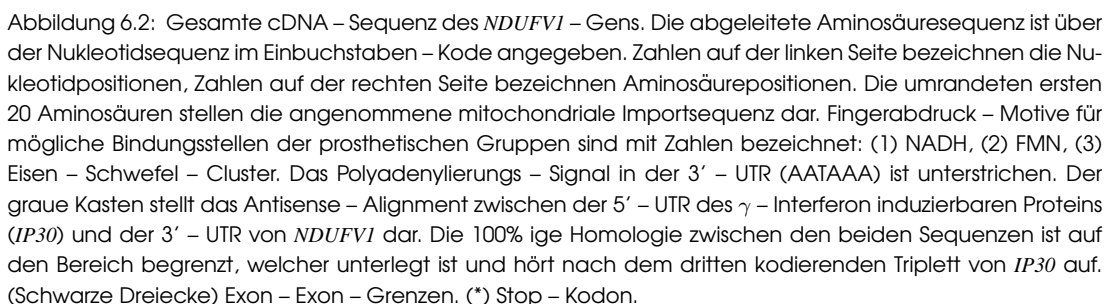 Abbildung 6.2: Gesamte cDNA – Sequenz des NDUFV1 – Gens. Die abgeleitete Aminosäuresequenz ist über
der Nukleotidsequenz im Einbuchstaben – Kode angegeben. Zahlen auf der linken Seite bezeichnen die Nu-
kleotidpositionen, Zahlen auf der rechten Seite bezeichnen Aminosäurepositionen. Die umrandeten ersten
20 Aminosäuren stellen die angenommene mitochondriale Importsequenz dar. Fingerabdruck – Motive für
mögliche Bindungsstellen der prosthetischen Gruppen sind mit Zahlen bezeichnet: (1) NADH, (2) FMN, (3)
Eisen – Schwefel – Cluster. Das Polyadenylierungs – Signal in der 3´ – UTR (AATAAA) ist unterstrichen. Der
graue Kasten stellt das Antisense – Alignment zwischen der 5´ – UTR des γ – Interferon induzierbaren Proteins
(IP30) und der 3´ – UTR von NDUFV1 dar. Die 100% ige Homologie zwischen den beiden Sequenzen ist auf
den Bereich begrenzt, welcher unterlegt ist und hört nach dem dritten kodierenden Triplett von IP30 auf.
(Schwarze Dreiecke) Exon – Exon – Grenzen. (*) Stop – Kodon.